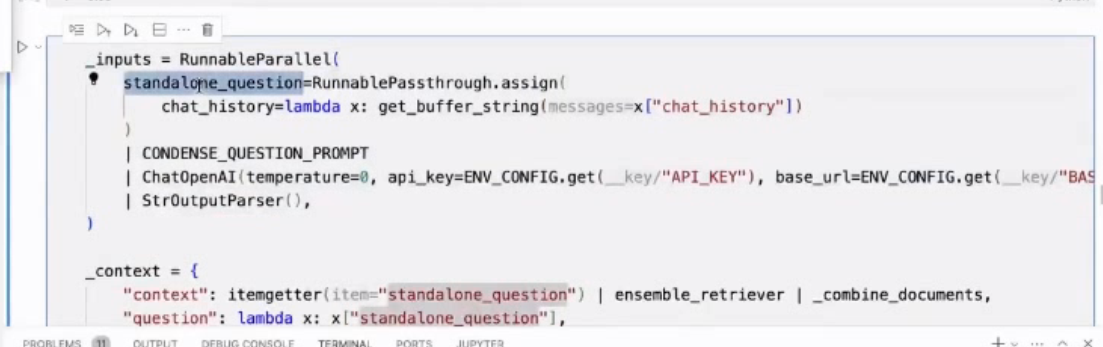 _inputs = RunnableParallel(
standalone_question=RunnablePassthrough.assign(
chat_history=lambda x: get_buffer_string(messages=x["chat_history"])
)
| CONDENSE_QUESTION_PROMPT
| ChatOpenAI(temperature=0, api_key=ENV_CONFIG.get(__key/"API_KEY"), base_url=ENV_CONFIG.get(__key/"BAS
| StrOutputParser(),
)
_context = {
"context": itemgetter(item="standalone_question") | ensemble_retriever | _combine_documents,
"question": lambda x: x["standalone_question"],
PROBLEMS 11 OUTPUT DEBUG CONSOLE TERMINAL PORTS JUPYTER